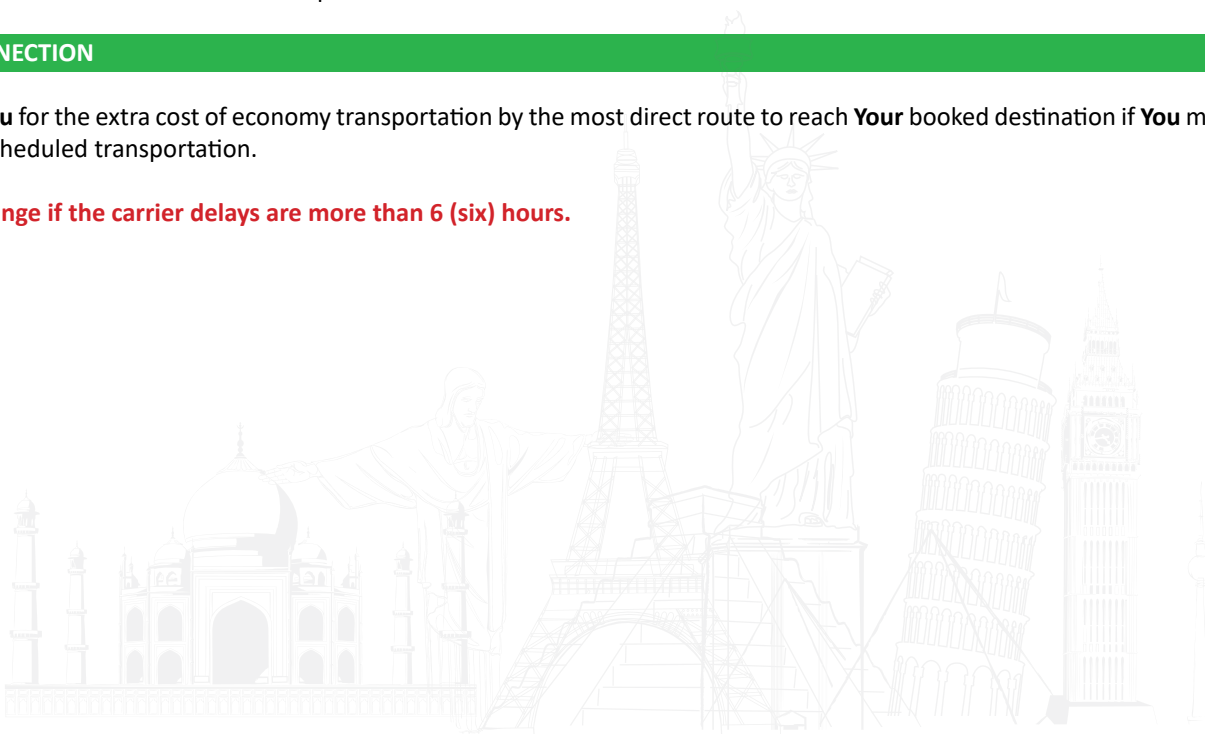 NECTION
u for the extra cost of economy transportation by the most direct route to reach Your booked destination if You m
heduled transportation.
nge if the carrier delays are more than 6 (six) hours.